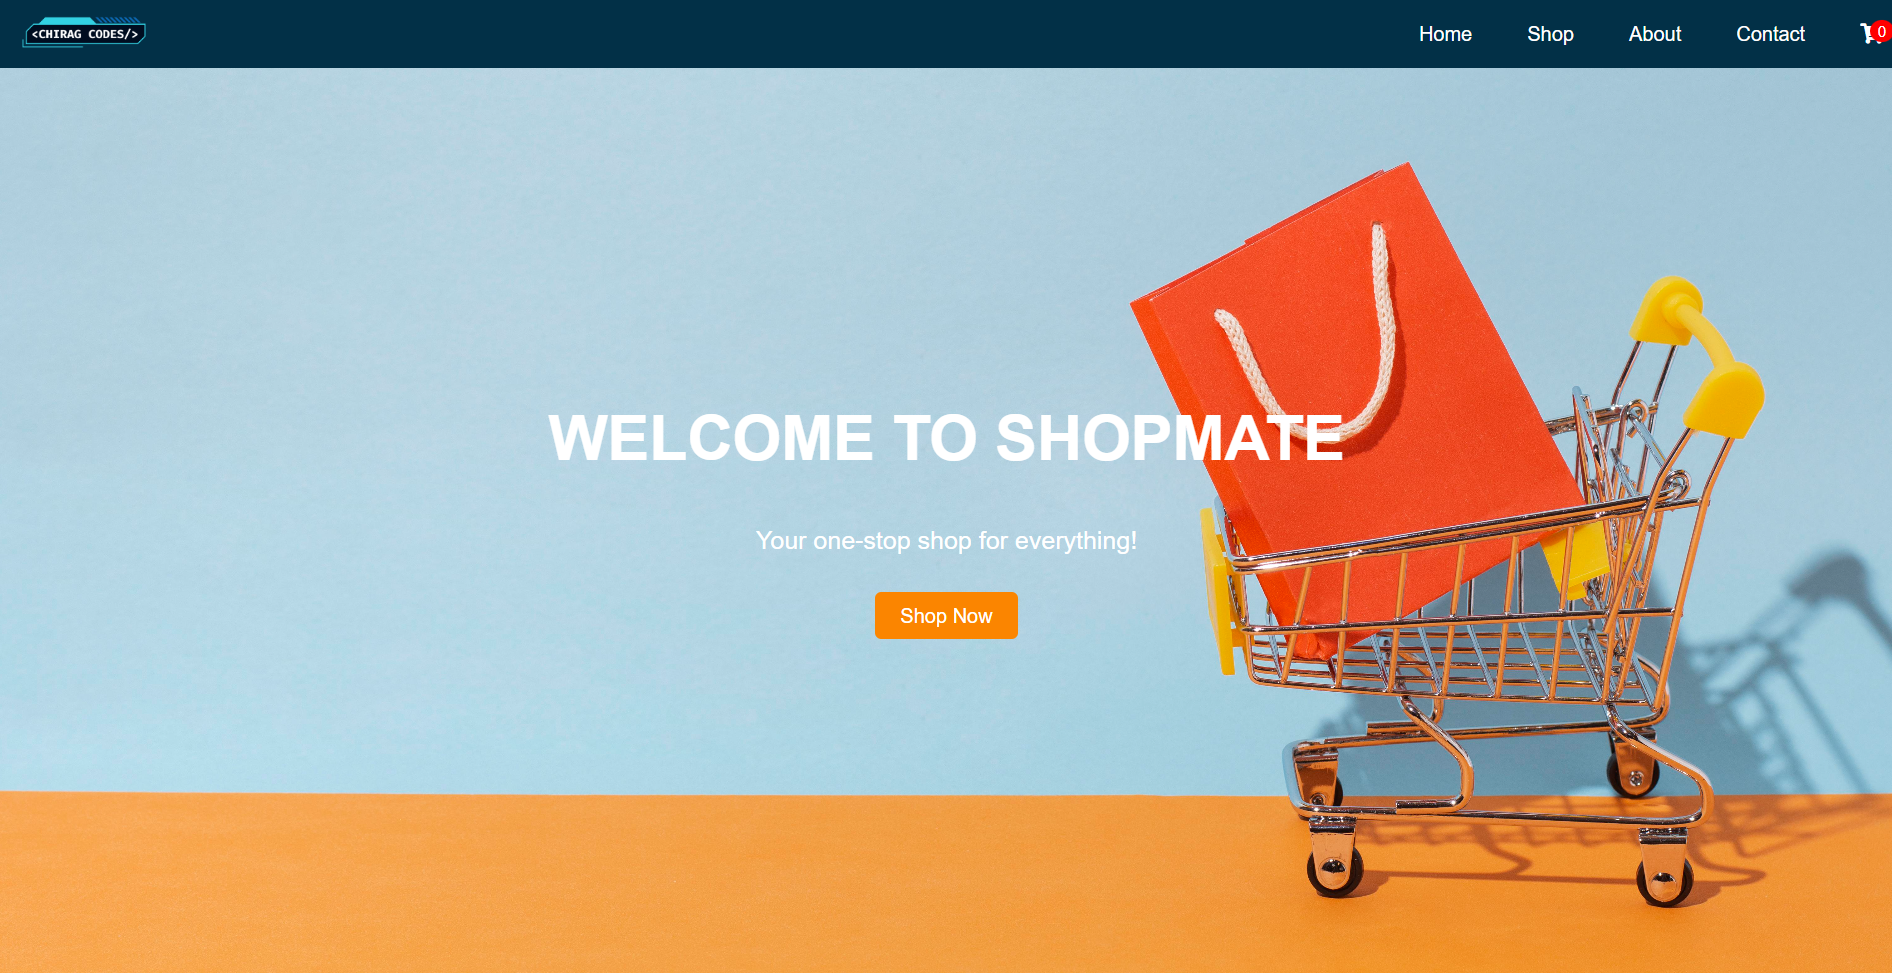 <CHIRAG CODES/>
Home
Shop
About
Contact
0
WELCOME TO SHOPMATE
Your one-stop shop for everything!
Shop Now